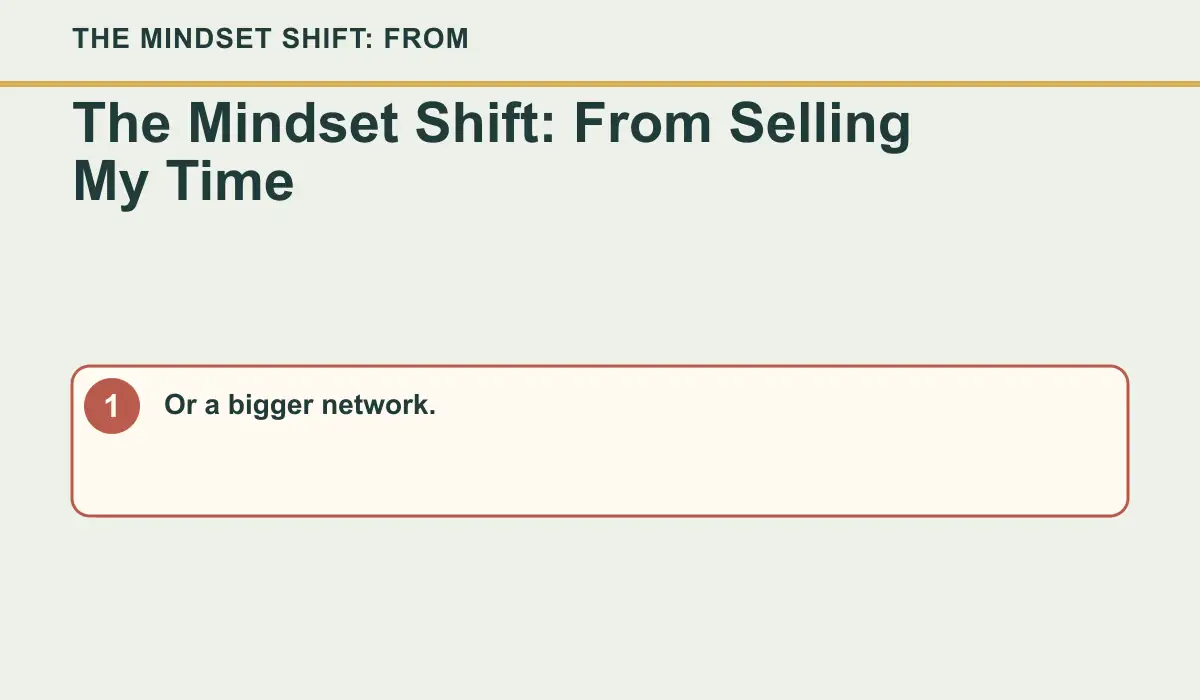 THE MINDSET SHIFT: FROM
The Mindset Shift: From Selling
My Time
1 Or a bigger network.